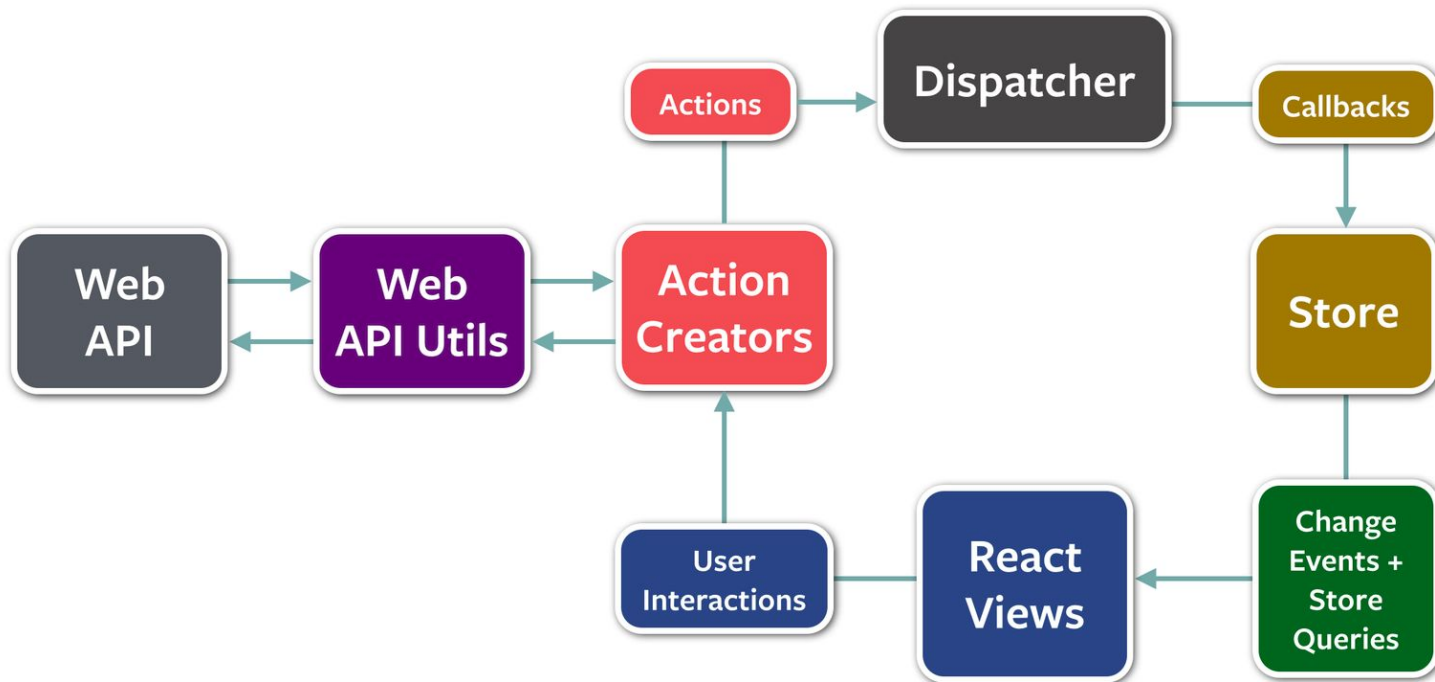 Dispatcher
Actions
Callbacks
Web
API
Web
API Utils
Action
Creators
Store
User
Interactions
React
Views
Change
Events +
Store
Queries